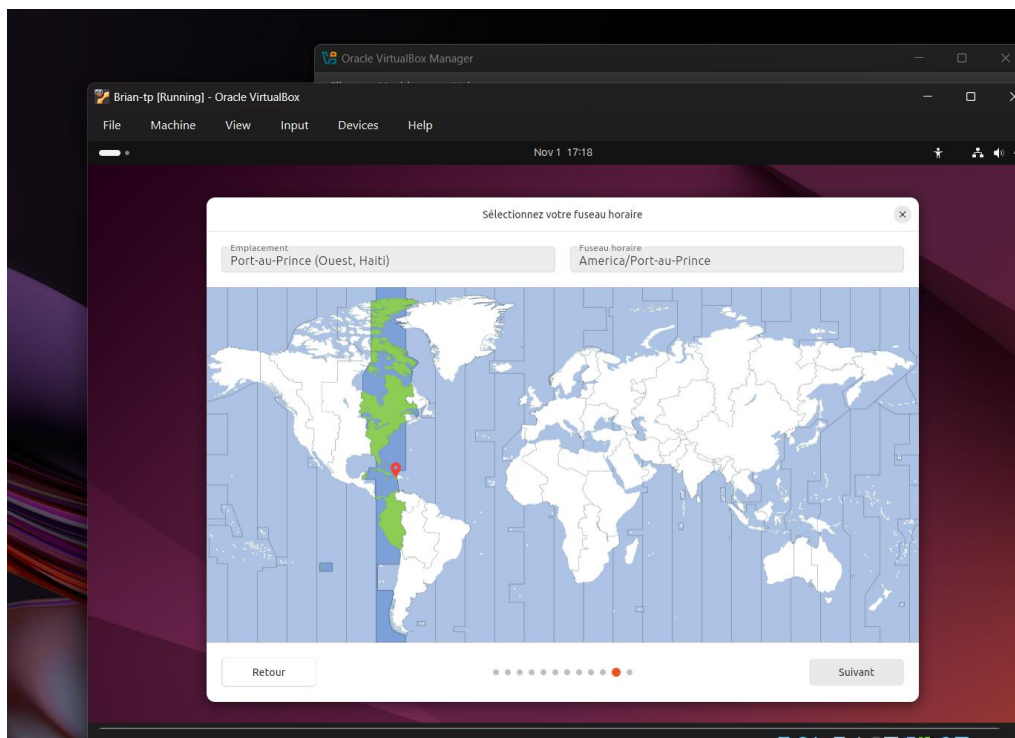 Oracle VirtualBox Manager
Brian-tp [Running] - Oracle VirtualBox
File Machine View Input Devices Help
Nov 1 17:18
Sélectionnez votre fuseau horaire
Emplacement
Port-au-Prince (Ouest, Haiti)
Fuseau horaire
America/Port-au-Prince
Retour
Suivant